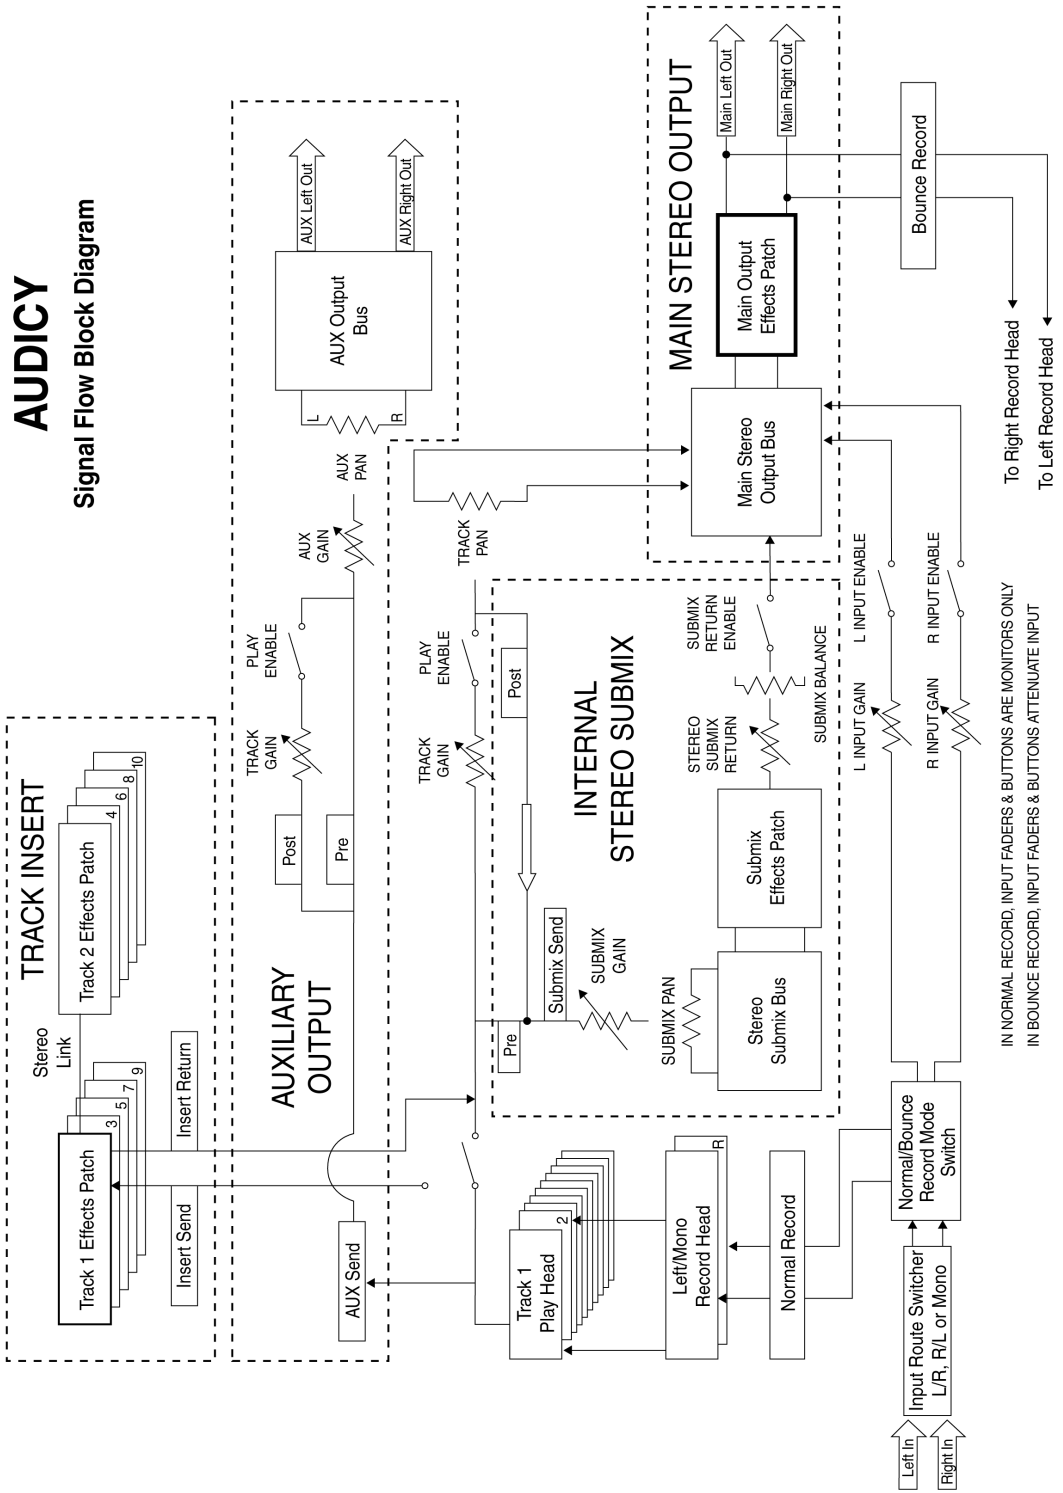 AUDICY
Signal Flow Block Diagram
TRACK INSERT
Track 1 Effects Patch
3
5
7
9
Stereo
Link
Track 2 Effects Patch
4
6
8
10
Insert Send
Insert Return
AUXILIARY
OUTPUT
AUX Send
Post
Pre
TRACK
GAIN
PLAY
ENABLE
AUX
GAIN
AUX
PAN
L
R
AUX Output
Bus
AUX Left Out
AUX Right Out
Track 1
Play Head
2
TRACK
GAIN
PLAY
ENABLE
TRACK
PAN
INTERNAL
STEREO SUBMIX
Pre
Post
Submix Send
SUBMIX
GAIN
SUBMIX PAN
Stereo
Submix Bus
Submix
Effects Patch
STEREO
SUBMIX
RETURN
SUBMIX BALANCE
SUBMIX
RETURN
ENABLE
MAIN STEREO OUTPUT
Main Stereo
Output Bus
Main Output
Effects Patch
Main Left Out
Main Right Out
Left/Mono
Record Head
R
Normal Record
Left In
Right In
Input Route Switcher
L/R, R/L or Mono
Normal/Bounce
Record Mode
Switch
L INPUT GAIN
L INPUT ENABLE
R INPUT GAIN
R INPUT ENABLE
Bounce Record
To Right Record Head
To Left Record Head
IN NORMAL RECORD, INPUT FADERS & BUTTONS ARE MONITORS ONLY
IN BOUNCE RECORD, INPUT FADERS & BUTTONS ATTENUATE INPUT